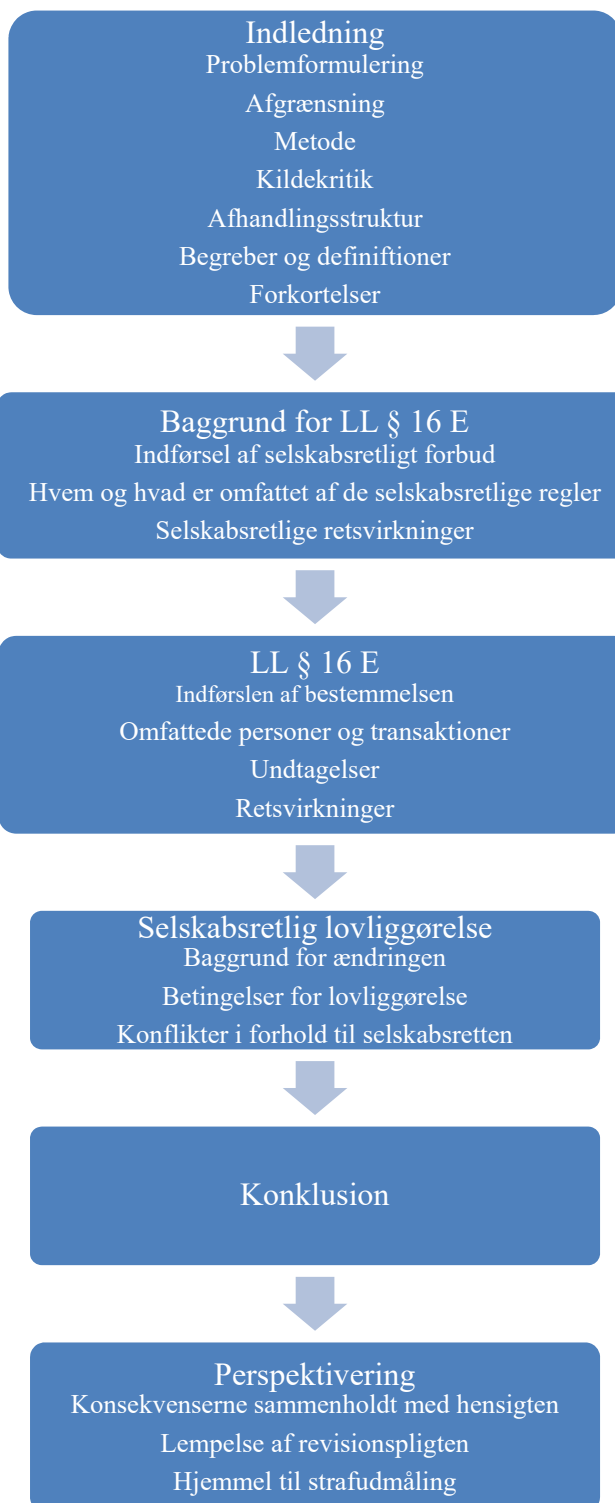 Indledning
Problemformulering
Afgrænsning
Metode
Kildekritik
Afhandlingsstruktur
Begreber og definiftioner
Forkortelser
Baggrund for LL § 16 E
Indførsel af selskabsretligt forbud
Hvem og hvad er omfattet af de selskabsretlige regler
Selskabsretlige retsvirkninger
LL § 16 E
Indførslen af bestemmelsen
Omfattede personer og transaktioner
Undtagelser
Retsvirkninger
Selskabsretlig lovliggørelse
Baggrund for ændringen
Betingelser for lovliggørelse
Konflikter i forhold til selskabsretten
Konklusion
Perspektivering
Konsekvenserne sammenholdt med hensigten
Lempelse af revisionspligten
Hjemmel til strafudmåling